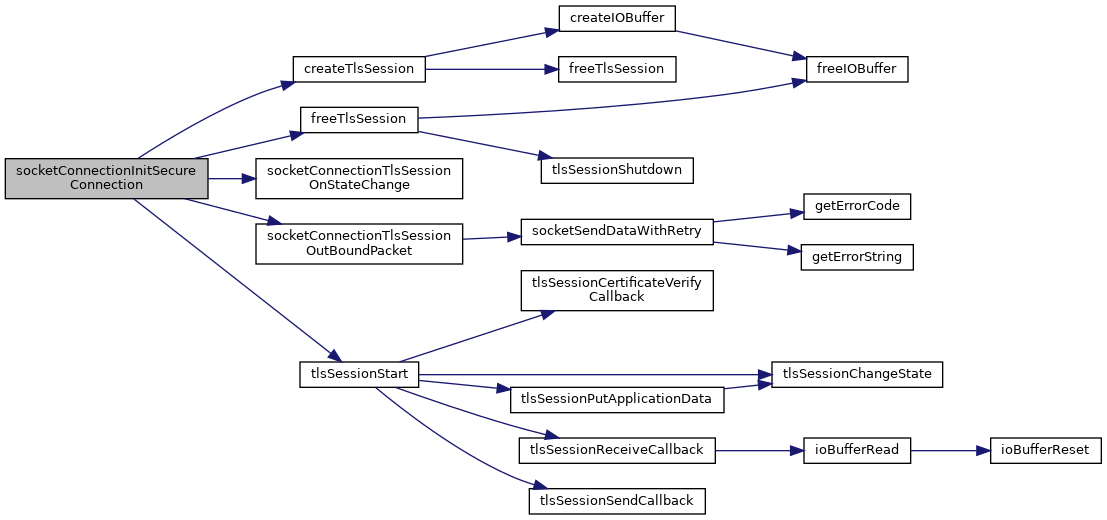 createIOBuffer
createTlsSession
freeTlsSession
freeIOBuffer
freeTlsSession
tlsSessionShutdown
socketConnectionInitSecure
Connection
socketConnectionTlsSession
OnStateChange
getErrorCode
socketConnectionTlsSession
OutBoundPacket
socketSendDataWithRetry
getErrorString
tlsSessionCertificateVerify
Callback
tlsSessionStart
tlsSessionChangeState
tlsSessionPutApplicationData
tlsSessionReceiveCallback
ioBufferRead
ioBufferReset
tlsSessionSendCallback